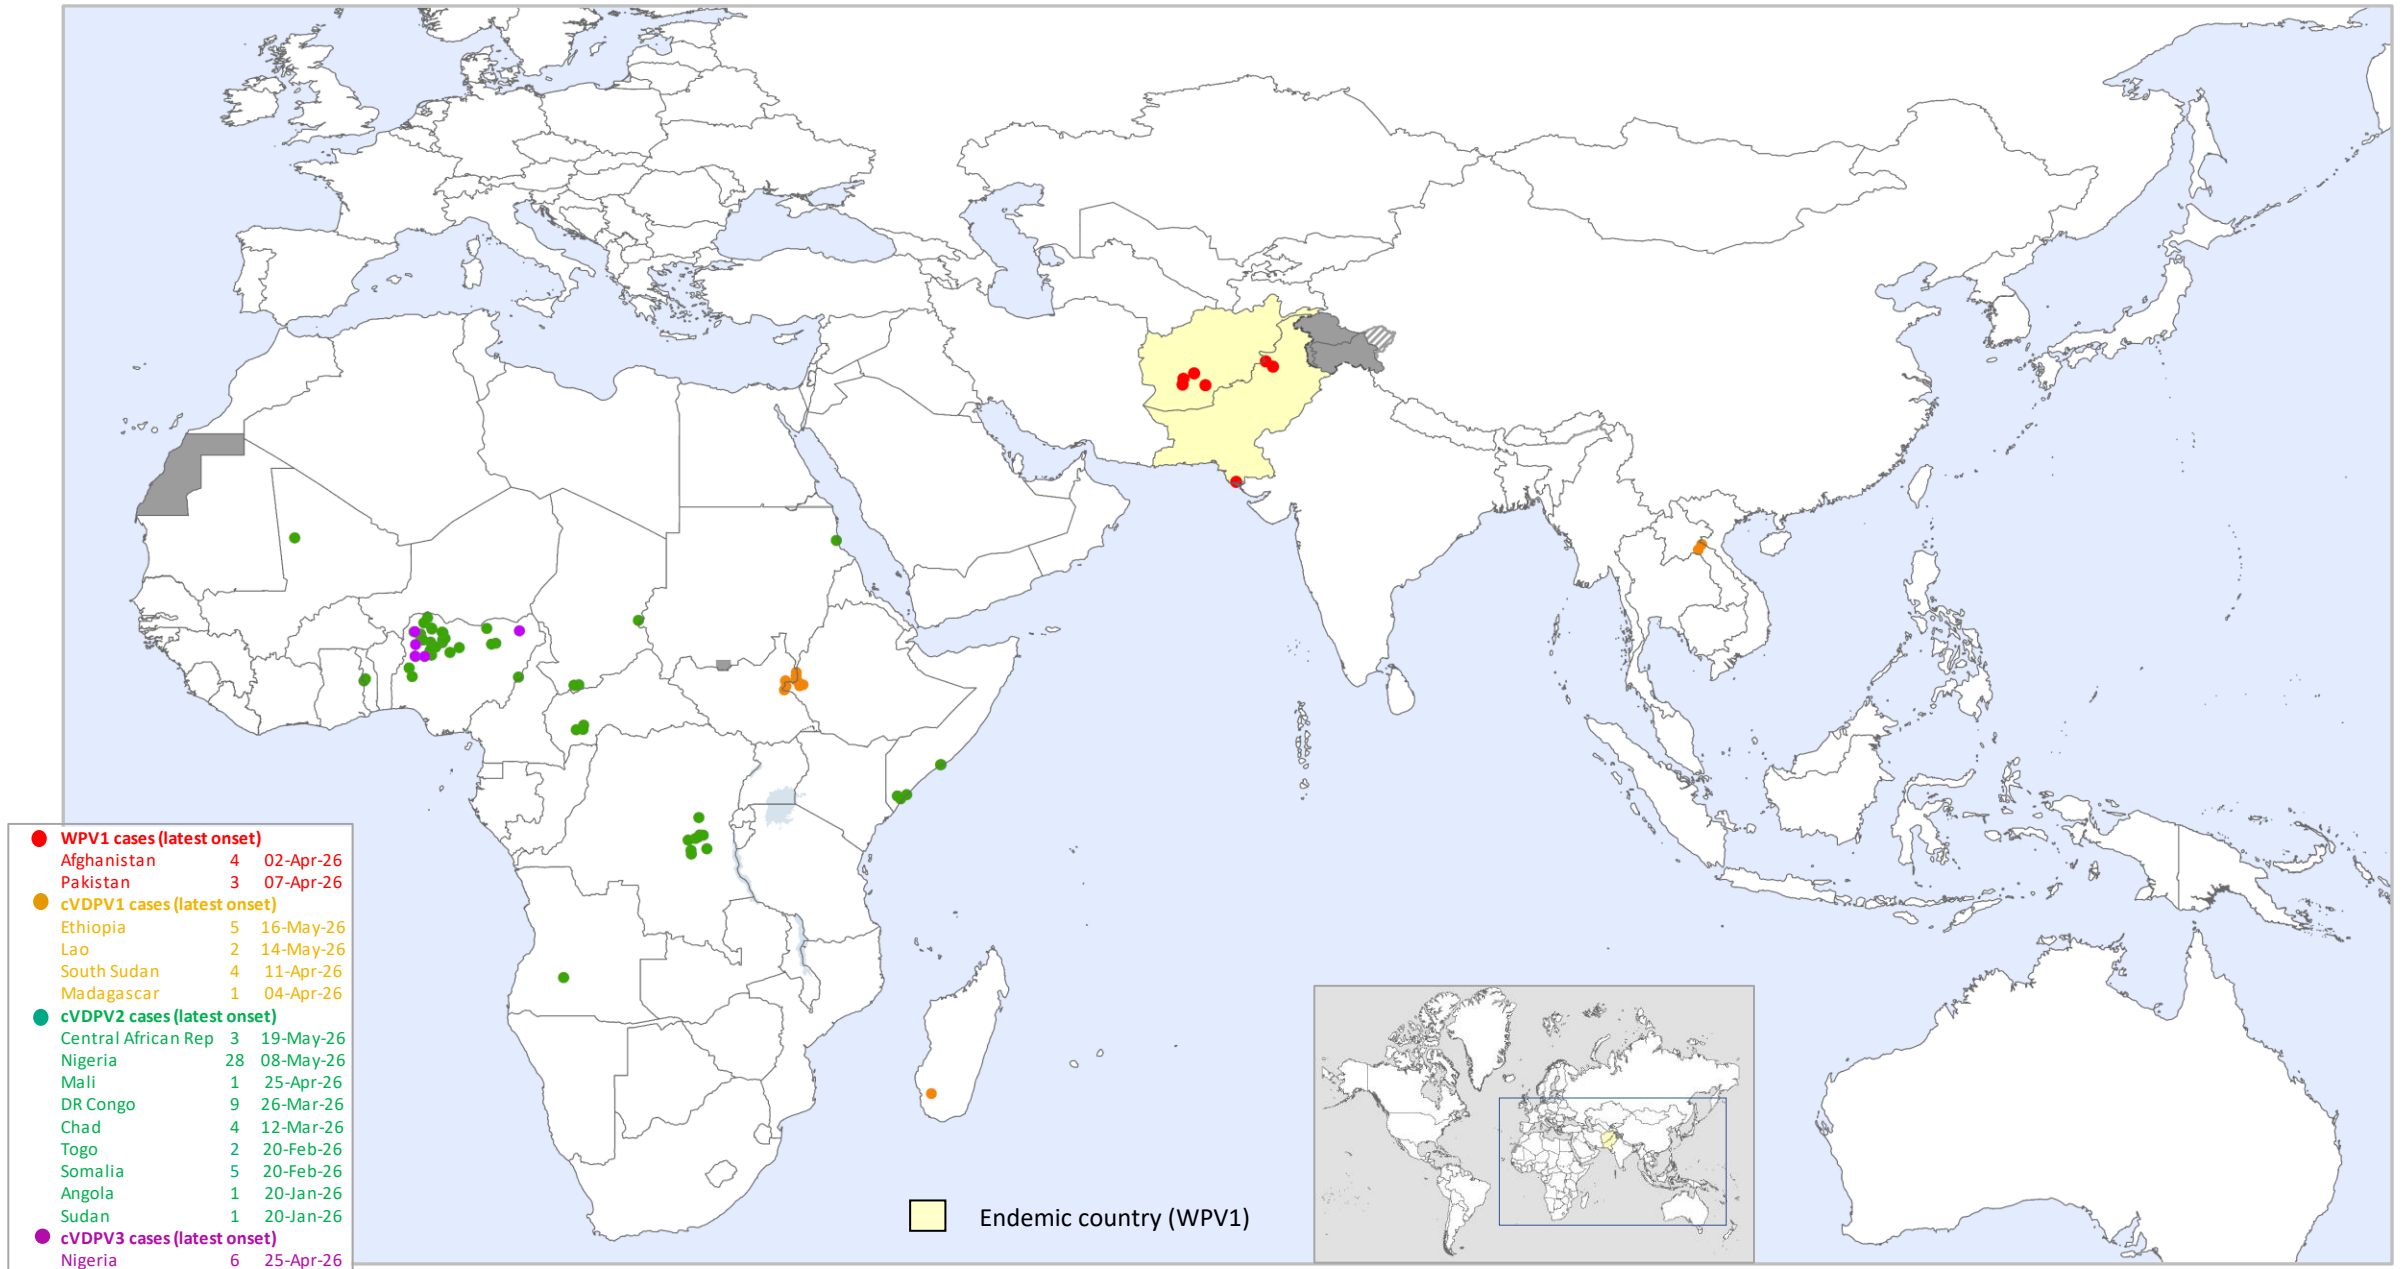 WPV1 cases (latest onset)
Afghanistan 4 02-Apr-26
Pakistan 3 07-Apr-26
cVDPV1 cases (latest onset)
Ethiopia 5 16-May-26
Lao 2 14-May-26
South Sudan 4 11-Apr-26
Madagascar 1 04-Apr-26
cVDPV2 cases (latest onset)
Central African Rep 3 19-May-26
Nigeria 28 08-May-26
Mali 1 25-Apr-26
DR Congo 9 26-Mar-26
Chad 4 12-Mar-26
Togo 2 20-Feb-26
Somalia 5 20-Feb-26
Angola 1 20-Jan-26
Sudan 1 20-Jan-26
cVDPV3 cases (latest onset)
Nigeria 6 25-Apr-26
Endemic country (WPV1)